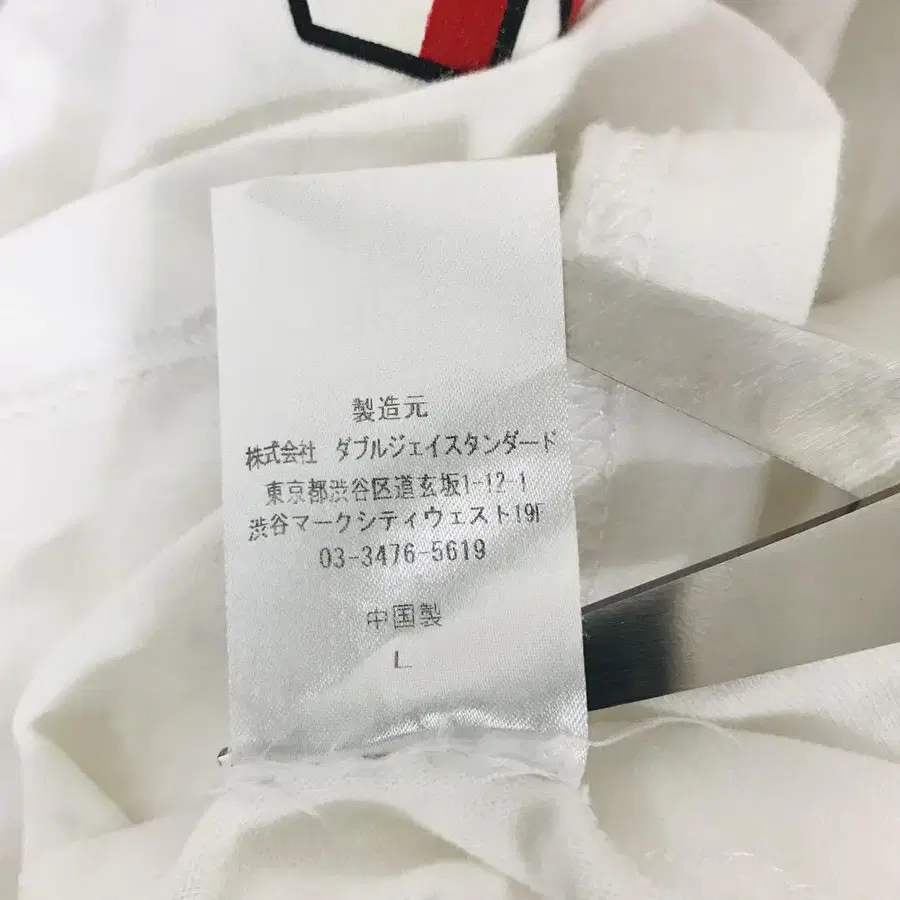 製造元
株式会社 ダブルジェイスタンダード
東京都渋谷区道玄坂1-12-1
渋谷マークシティウェスト19F
03-3476-5619
中国製
L